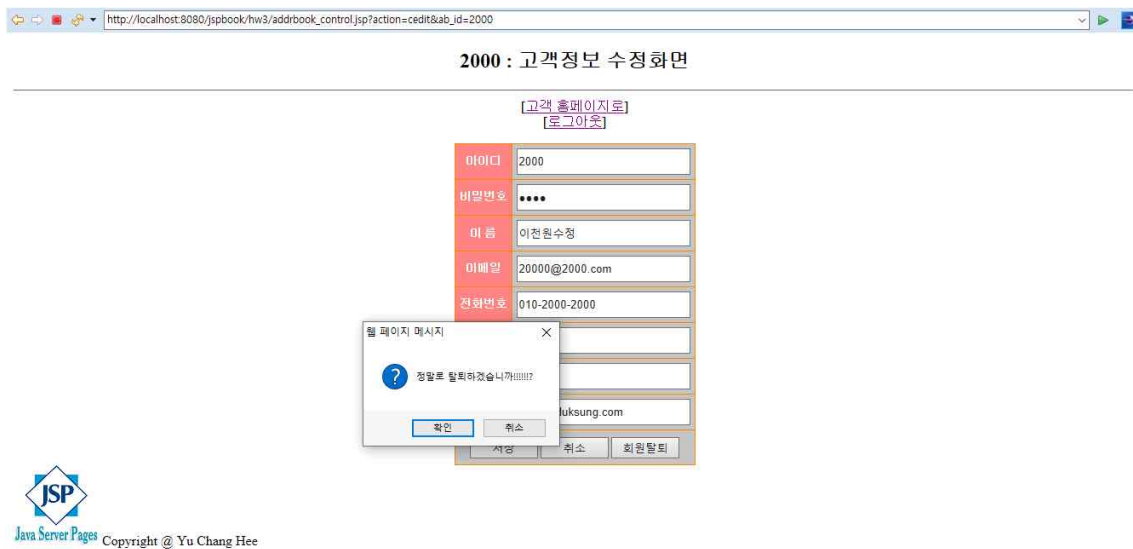 http://localhost:8080/jspbook/hw3/addrbook_control.jsp?action=cedit&ab_id=2000
2000 : 고객정보 수정화면
[고객 홈페이지로]
[로그아웃]
아이디 2000
비밀번호 ••••
이 름 이천원수정
이메일 20000@2000.com
전화번호 010-2000-2000
웹 페이지 메시지
정말로 탈퇴하겠습니까!!!!!!?
확인 취소
duksung.com
저장 취소 회원탈퇴
JSP
Java Server Pages Copyright @ Yu Chang Hee